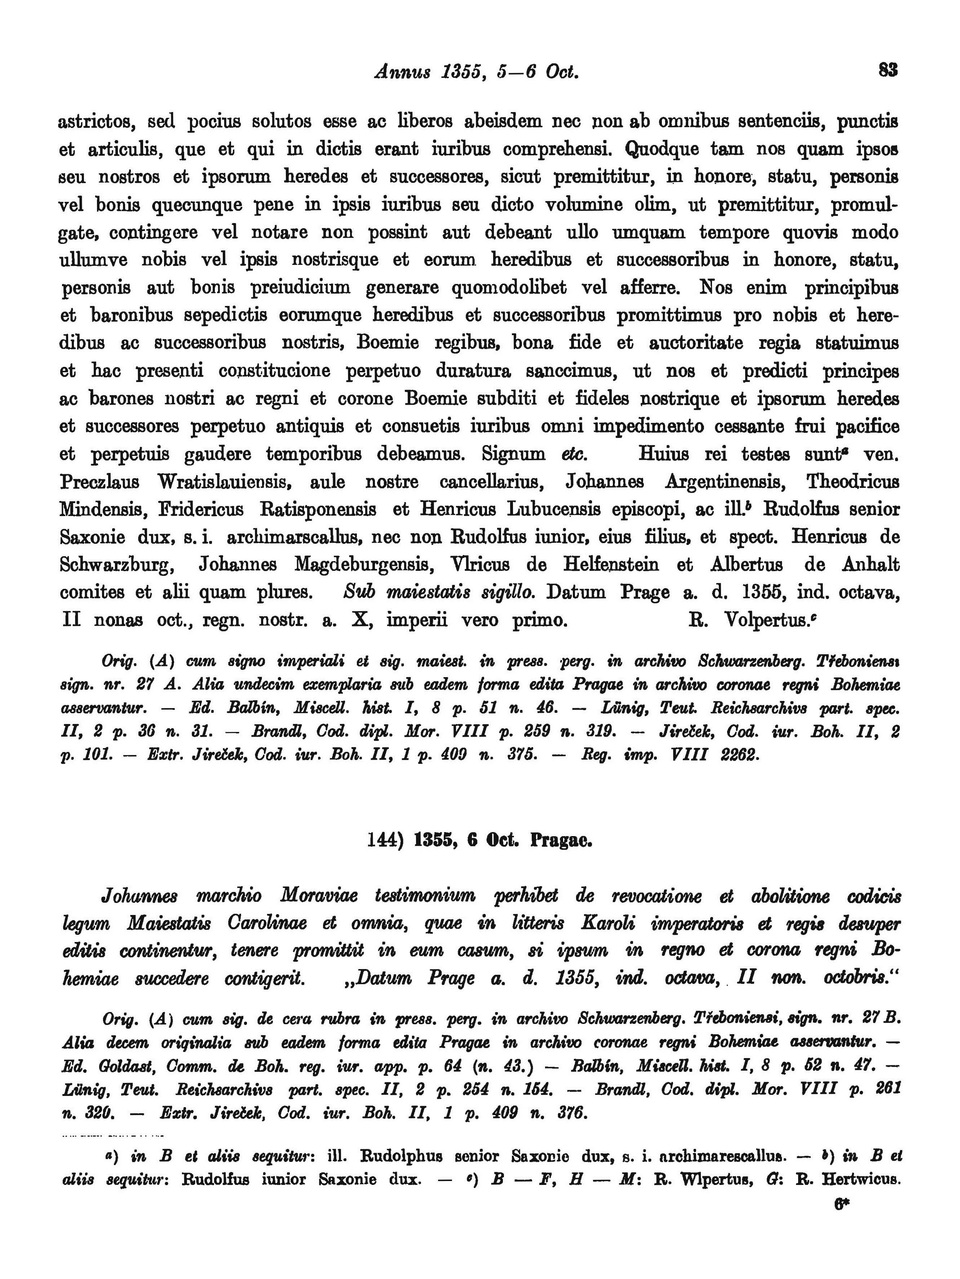 Annus 1355, 5—6 Oct. 83
astrictos, sed pocius solutos esse ac liberos abeisdem nec non ab omnibus sentenciis, punctis
et articulis, que et qui in dictis erant iuribus comprehensi. Quodque tam nos quam ipsos
seu nostros et ipsorum heredes et successores, sicut premittitur, in honore, statu, personis
vel bonis quecunque pene in ipsis iuribus seu dicto volumine olim, ut premittitur, promul-
gate, contingere vel notare non possint aut debeant ullo umquam tempore quovis modo
ullumve nobis vel ipsis nostrisque et eorum heredibus et successoribus in honore, statu,
personis aut bonis preiudicium generare quomodolibet vel afferre. Nos enim principibus
et baronibus sepedictis eorumque heredibus et successoribus promittimus pro nobis et here-
dibus ac successoribus nostris, Boemie regibus, bona fide et auctoritate regia statuimus
et hac presenti constitucione perpetuo duratura sanccimus, ut nos et predicti principes
ac barones nostri ac regni et corone Boemie subditi et fideles nostrique et ipsorum heredes
et successores perpetuo antiquis et consuetis iuribus omni impedimento cessante frui pacifice
et perpetuis gaudere temporibus debeamus. Signum etc. Huius rei testes suntᵃ ven.
Preczlaus Wratislauiensis, aule nostre cancellarius, Johannes Argentinensis, Theodricus
Mindensis, Fridericus Ratisponensis et Henricus Lubucensis episcopi, ac ill.ᵇ Rudolfus senior
Saxonie dux, s. i. archimarscallus, nec non Rudolfus iunior, eius filius, et spect. Henricus de
Schwarzburg, Johannes Magdeburgensis, Vlricus de Helfenstein et Albertus de Anhalt
comites et alii quam plures. Sub maiestatis sigillo. Datum Prage a. d. 1355, ind. octava,
II nonas oct., regn. nostr. a. X, imperii vero primo. R. Volpertus.ᶜ
Orig. (A) cum signo imperiali et sig. maiest. in press. perg. in archivo Schwarzenberg. Třeboniensi
sign. nr. 27 A. Alia undecim exemplaria sub eadem forma edita Pragae in archivo coronae regni Bohemiae
asservantur. — Ed. Balbín, Miscell. hist. I, 8 p. 51 n. 46. — Lünig, Teut. Reichsarchivs part. spec.
II, 2 p. 36 n. 31. — Brandl, Cod. dipl. Mor. VIII p. 259 n. 319. — Jireček, Cod. iur. Boh. II, 2
p. 101. — Extr. Jireček, Cod. iur. Boh. II, 1 p. 409 n. 375. — Reg. imp. VIII 2262.
144) 1355, 6 Oct. Pragae.
Johannes marchio Moraviae testimonium perhibet de revocatione et abolitione codicis
legum Maiestatis Carolinae et omnia, quae in litteris Karoli imperatoris et regis desuper
editis continentur, tenere promittit in eum casum, si ipsum in regno et corona regni Bo-
hemiae succedere contigerit. „Datum Prage a. d. 1355, ind. octava, II non. octobris.“
Orig. (A) cum sig. de cera rubra in press. perg. in archivo Schwarzenberg. Třeboniensi, sign. nr. 27 B.
Alia decem originalia sub eadem forma edita Pragae in archivo coronae regni Bohemiae asservantur. —
Ed. Goldast, Comm. de Boh. reg. iur. app. p. 64 (n. 43.) — Balbín, Miscell. hist. I, 8 p. 52 n. 47. —
Lünig, Teut. Reichsarchivs part. spec. II, 2 p. 254 n. 154. — Brandl, Cod. dipl. Mor. VIII p. 261
n. 320. — Extr. Jireček, Cod. iur. Boh. II, 1 p. 409 n. 376.
ᵃ) in B et aliis sequitur: ill. Rudolphus senior Saxonie dux, s. i. archimarescallus. — ᵇ) in B et
aliis sequitur: Rudolfus iunior Saxonie dux. — ᶜ) B — F, H — M: R. Wlpertus, G: R. Hertwicus.
6*